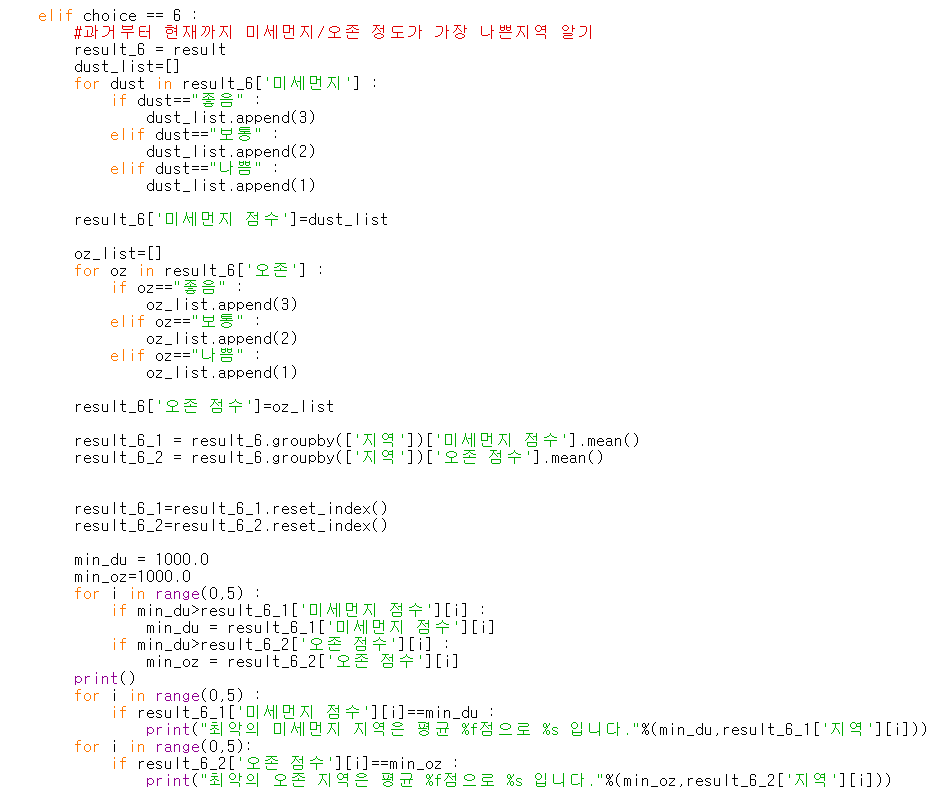 elif choice == 6 :
#과거부터 현재까지 미세먼지/오존 정도가 가장 나쁜지역 알기
result_6 = result
dust_list=[]
for dust in result_6['미세먼지'] :
if dust=="좋음" :
dust_list.append(3)
elif dust=="보통" :
dust_list.append(2)
elif dust=="나쁨" :
dust_list.append(1)
result_6['미세먼지 점수']=dust_list
oz_list=[]
for oz in result_6['오존'] :
if oz=="좋음" :
oz_list.append(3)
elif oz=="보통" :
oz_list.append(2)
elif oz=="나쁨" :
oz_list.append(1)
result_6['오존 점수']=oz_list
result_6_1 = result_6.groupby(['지역'])['미세먼지 점수'].mean()
result_6_2 = result_6.groupby(['지역'])['오존 점수'].mean()
result_6_1=result_6_1.reset_index()
result_6_2=result_6_2.reset_index()
min_du = 1000.0
min_oz=1000.0
for i in range(0,5) :
if min_du>result_6_1['미세먼지 점수'][i] :
min_du = result_6_1['미세먼지 점수'][i]
if min_du>result_6_2['오존 점수'][i] :
min_oz = result_6_2['오존 점수'][i]
print()
for i in range(0,5) :
if result_6_1['미세먼지 점수'][i]==min_du :
print("최악의 미세먼지 지역은 평균 %f점으로 %s 입니다."%(min_du,result_6_1['지역'][i]))
for i in range(0,5):
if result_6_2['오존 점수'][i]==min_oz :
print("최악의 오존 지역은 평균 %f점으로 %s 입니다."%(min_oz,result_6_2['지역'][i]))